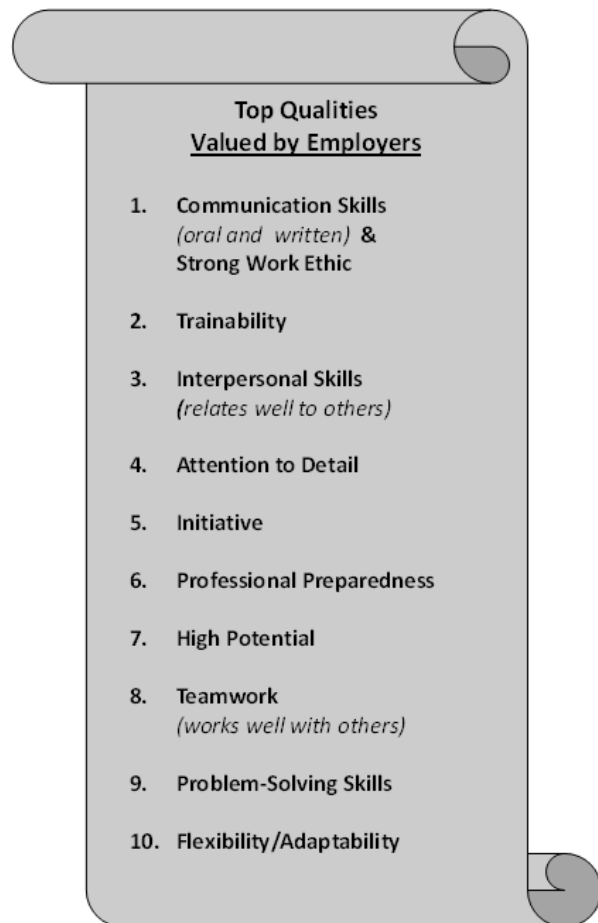 Top Qualities
Valued by Employers
1. Communication Skills
(oral and written) &
Strong Work Ethic
2. Trainability
3. Interpersonal Skills
(relates well to others)
4. Attention to Detail
5. Initiative
6. Professional Preparedness
7. High Potential
8. Teamwork
(works well with others)
9. Problem-Solving Skills
10. Flexibility/Adaptability